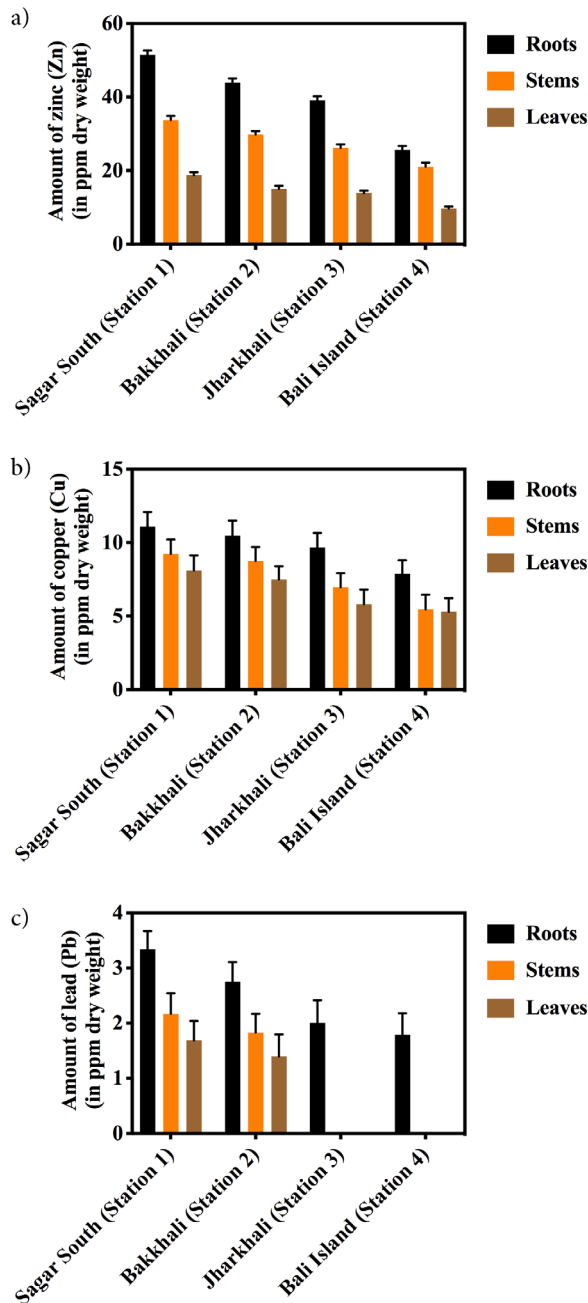 a)
Amount of zinc (Zn)
(in ppm dry weight)
60
40
20
0
Roots
Stems
Leaves
Sagar South (Station 1)
Bakkhali (Station 2)
Jharkhali (Station 3)
Bali Island (Station 4)
b)
Amount of copper (Cu)
(in ppm dry weight)
15
10
5
0
Roots
Stems
Leaves
Sagar South (Station 1)
Bakkhali (Station 2)
Jharkhali (Station 3)
Bali Island (Station 4)
c)
Amount of lead (Pb)
(in ppm dry weight)
4
3
2
1
0
Roots
Stems
Leaves
Sagar South (Station 1)
Bakkhali (Station 2)
Jharkhali (Station 3)
Bali Island (Station 4)